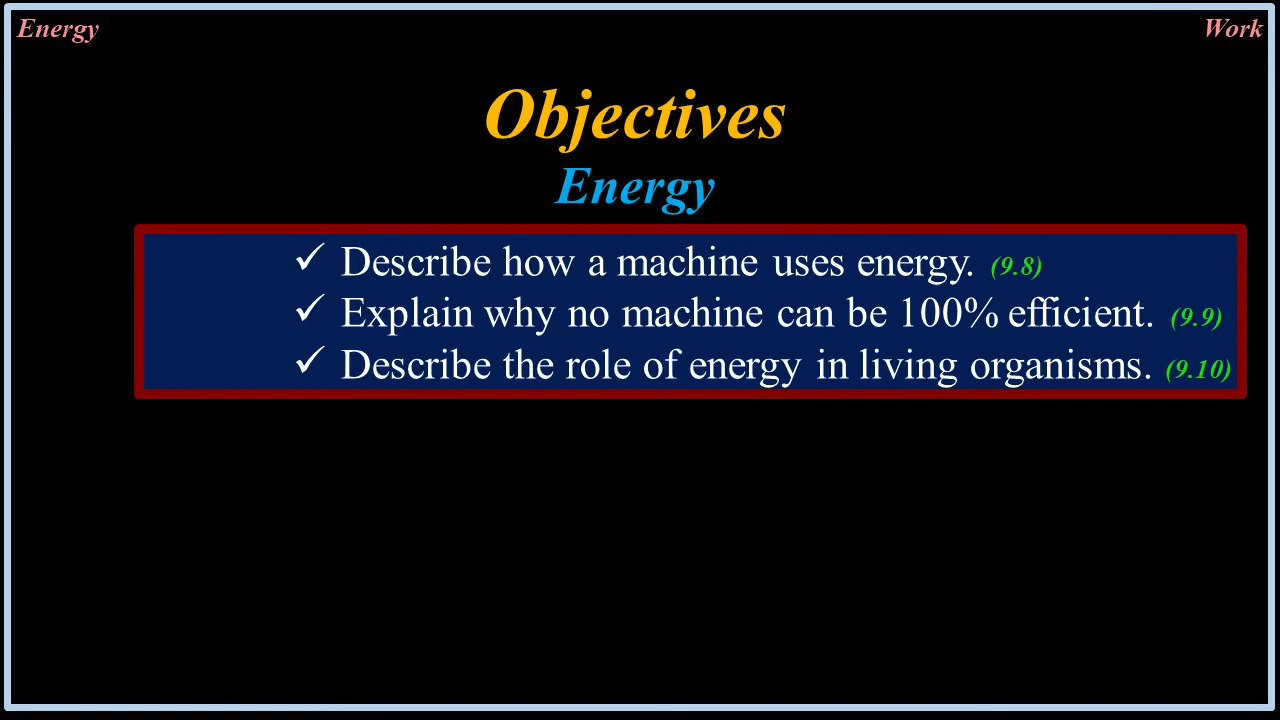 Energy Work
Objectives
Energy
✓ Describe how a machine uses energy. (9.8)
✓ Explain why no machine can be 100% efficient. (9.9)
✓ Describe the role of energy in living organisms. (9.10)